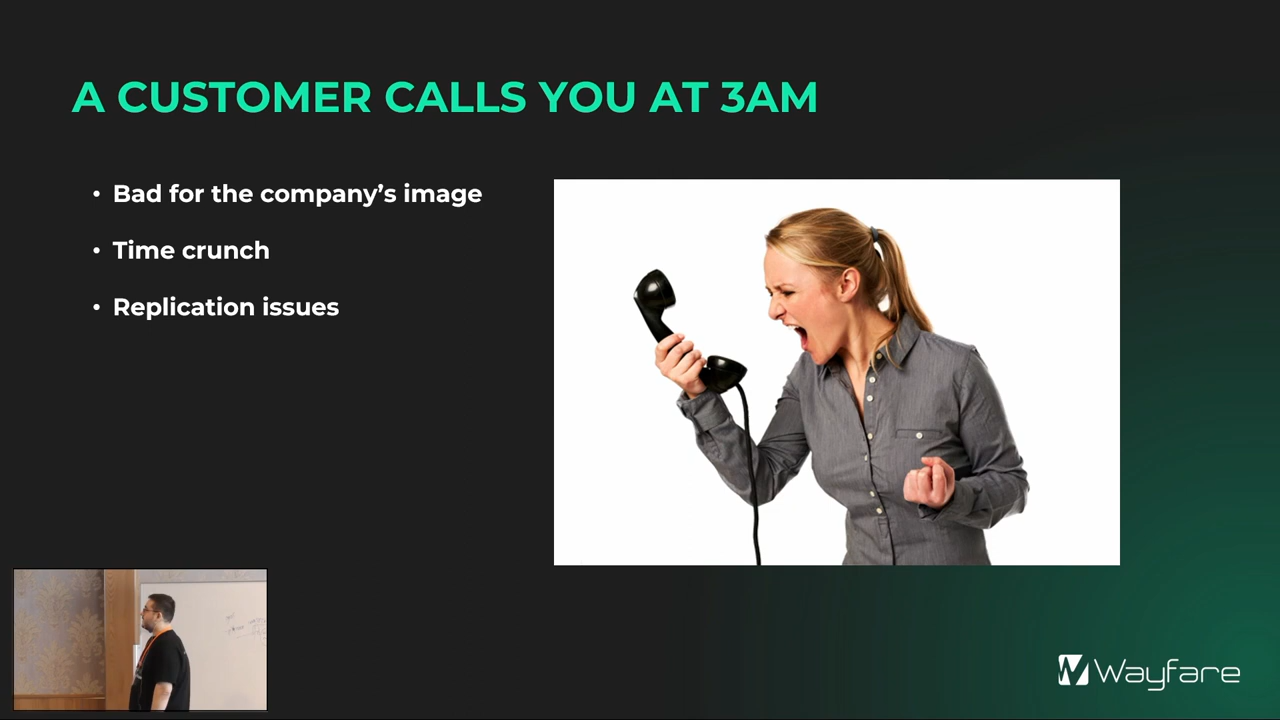 A CUSTOMER CALLS YOU AT 3AM
• Bad for the company’s image
• Time crunch
• Replication issues
Wayfare